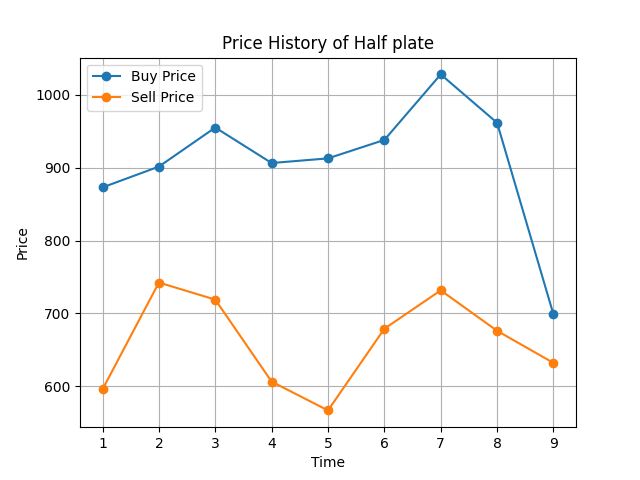 Price History of Half plate
Buy Price
Sell Price
1000
900
800
700
600
Price
1 2 3 4 5 6 7 8 9
Time